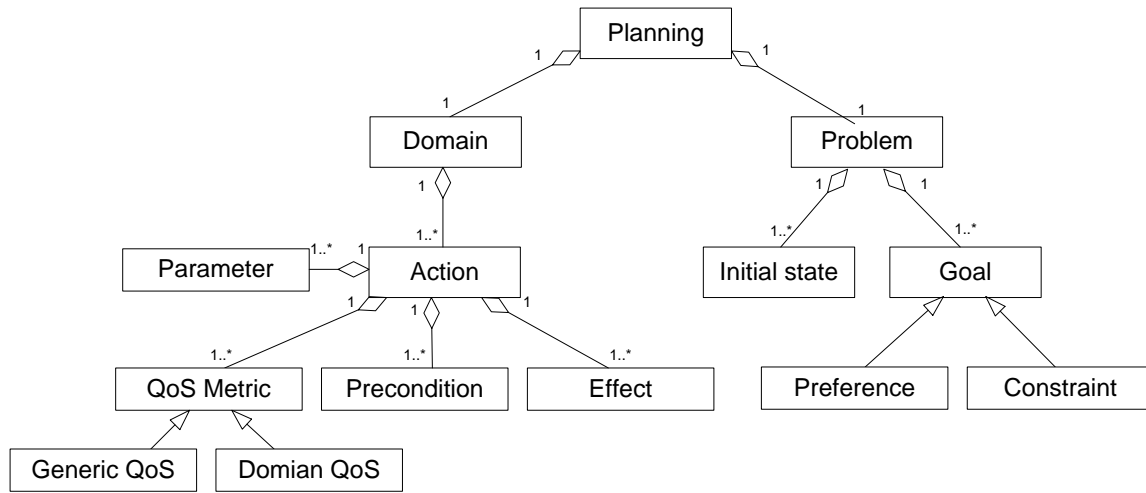 Planning
1
1
1
1
Domain
Problem
1
1
1
1..*
1..*
1..*
1..*
1
Parameter
Action
Initial state
Goal
1
1
1
1..*
1..*
1..*
QoS Metric
Precondition
Effect
Preference
Constraint
Generic QoS
Domian QoS